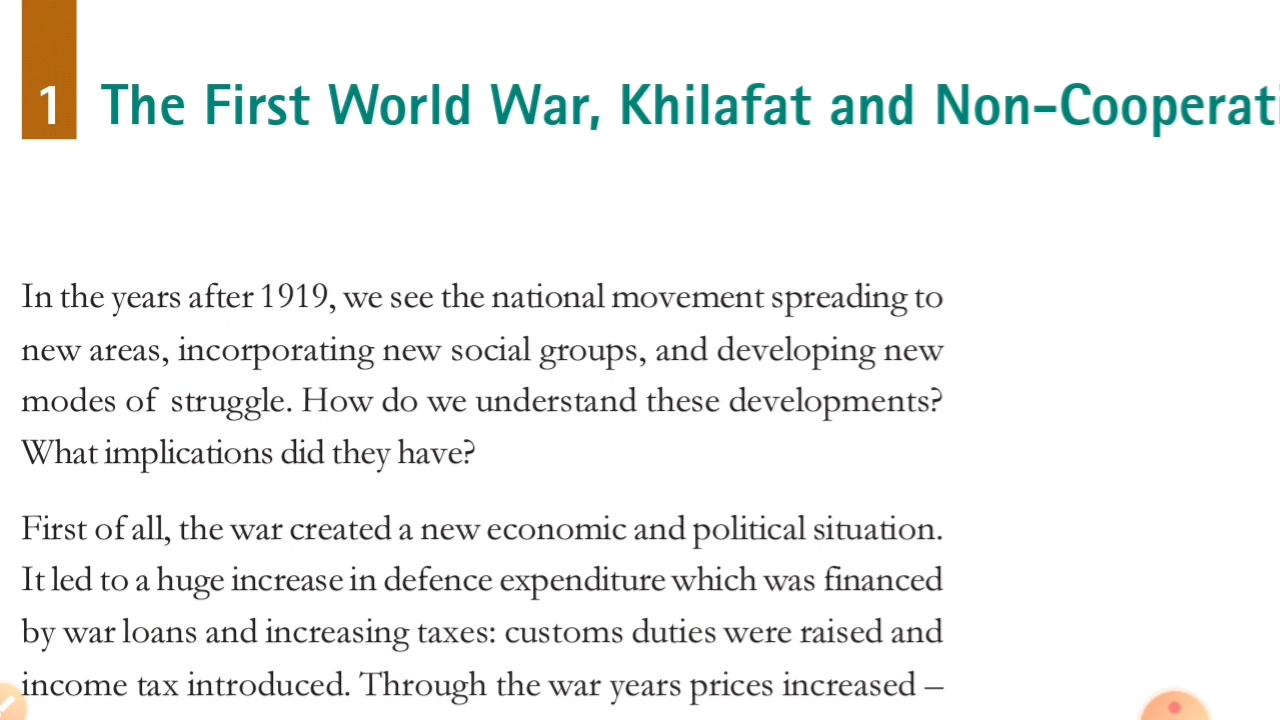 1 The First World War, Khilafat and Non-Cooperati
In the years after 1919, we see the national movement spreading to
new areas, incorporating new social groups, and developing new
modes of struggle. How do we understand these developments?
What implications did they have?
First of all, the war created a new economic and political situation.
It led to a huge increase in defence expenditure which was financed
by war loans and increasing taxes: customs duties were raised and
income tax introduced. Through the war years prices increased –